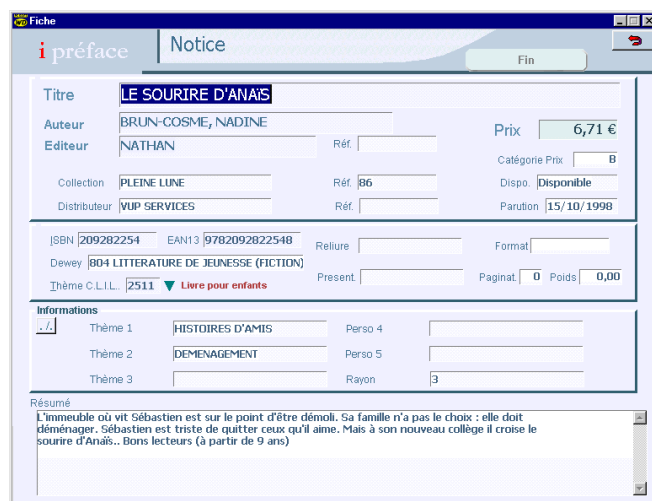 Fiche
i préface
Notice
Fin
Titre LE SOURIRE D'ANAïS
Auteur BRUN-COSME, NADINE
Prix 6,71 €
Editeur NATHAN Réf.
Catégorie Prix B
Collection PLEINE LUNE Réf. 86 Dispo. Disponible
Distributeur VUP SERVICES Réf. Parution 15/10/1998
ISBN 209282254 EAN13 9782092822548 Reliure Format
Dewey 804 LITTERATURE DE JEUNESSE (FICTION)
Thème C.L.I.L.. 2511 Livre pour enfants Present. Paginat. 0 Poids 0,00
Informations
./. Thème 1 HISTOIRES D'AMIS Perso 4
Thème 2 DEMENAGEMENT Perso 5
Thème 3 Rayon 3
Résumé
L'immeuble où vit Sébastien est sur le point d'être démoli. Sa famille n'a pas le choix : elle doit
déménager. Sébastien est triste de quitter ceux qu'il aime. Mais à son nouveau collège il croise le
sourire d'Anaïs.. Bons lecteurs (à partir de 9 ans)